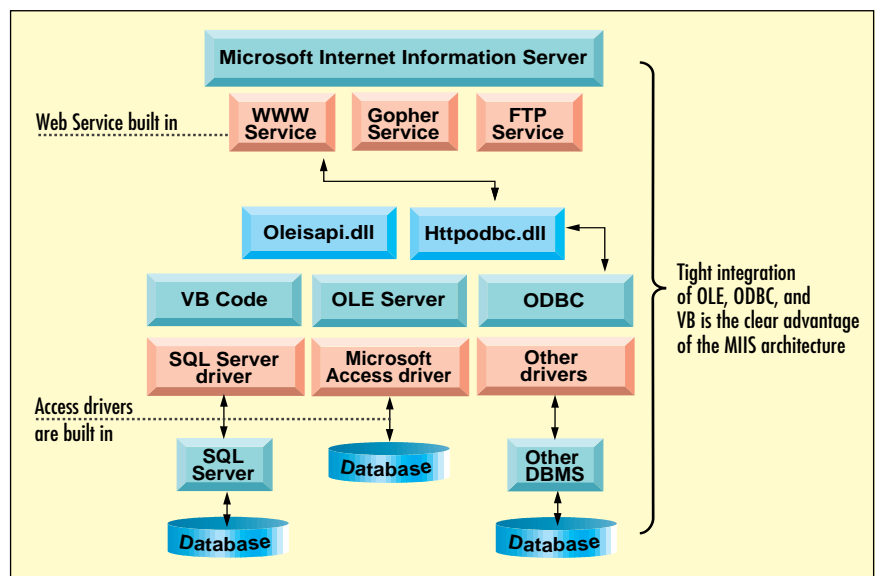 Microsoft Internet Information Server
Web Service built in
WWW
Service
Gopher
Service
FTP
Service
Oleisapi.dll
Httpodbc.dll
VB Code
OLE Server
ODBC
Tight integration
of OLE, ODBC, and
VB is the clear advantage
of the MIIS architecture
SQL Server
driver
Microsoft
Access driver
Other
drivers
Access drivers
are built in
SQL
Server
Database
Other
DBMS
Database
Database